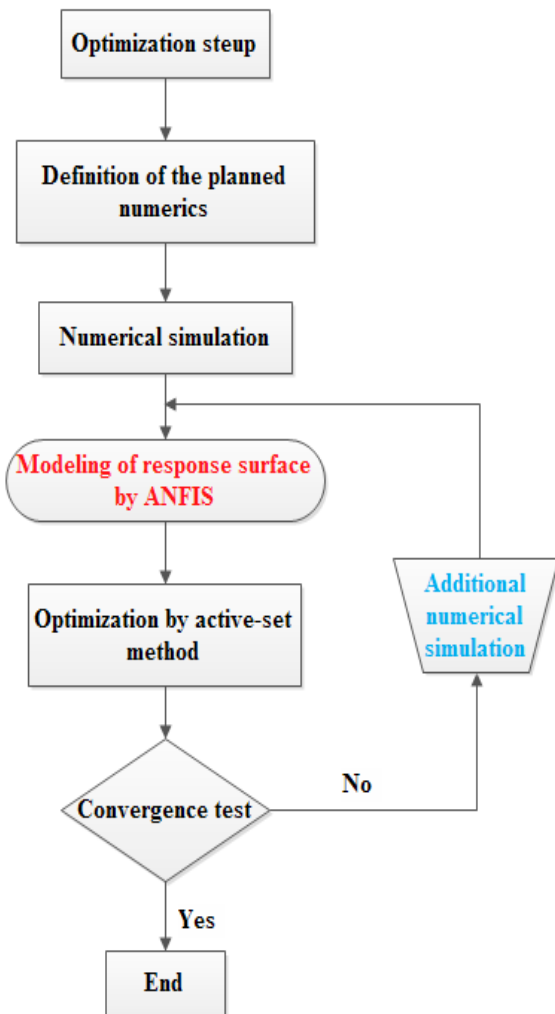 Optimization steup
Definition of the planned
numerics
Numerical simulation
Modeling of response surface
by ANFIS
Optimization by active-set
method
Additional
numerical
simulation
Convergence test
No
Yes
End